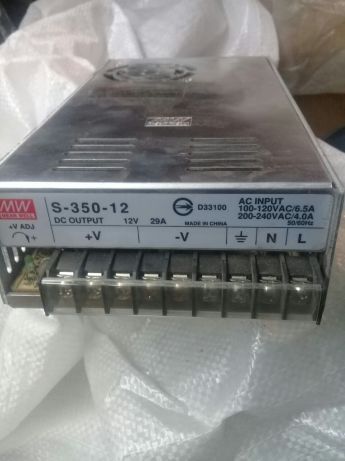 MW
MEAN WELL
S-350-12
DC OUTPUT 12V 29A
D33100
MADE IN CHINA
AC INPUT
100-120VAC/6.5A
200-240VAC/4.0A
50/60Hz
+V ADJ
+
+V
-V
N
L